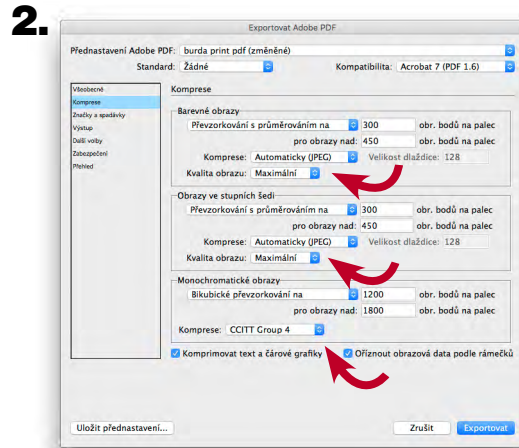 2.
Exportovat Adobe PDF
Přednastavení Adobe PDF: burda print pdf (změněné)
Standard: Žádné Kompatibilita: Acrobat 7 (PDF 1.6)
Všeobecné
Komprese
Značky a spadávky
Výstup
Další volby
Zabezpečení
Přehled
Komprese
Barevné obrazy
Převzorkování s průměrováním na 300 obr. bodů na palec
pro obrazy nad: 450 obr. bodů na palec
Komprese: Automaticky (JPEG) Velikost dlaždice: 128
Kvalita obrazu: Maximální
Obrazy ve stupních šedi
Převzorkování s průměrováním na 300 obr. bodů na palec
pro obrazy nad: 450 obr. bodů na palec
Komprese: Automaticky (JPEG) Velikost dlaždice: 128
Kvalita obrazu: Maximální
Monochromatické obrazy
Bikubické převzorkování na 1200 obr. bodů na palec
pro obrazy nad: 1800 obr. bodů na palec
Komprese: CCITT Group 4
Komprimovat text a čárové grafiky Oříznout obrazová data podle rámečků
Uložit přednastavení... Zrušit Exportovat